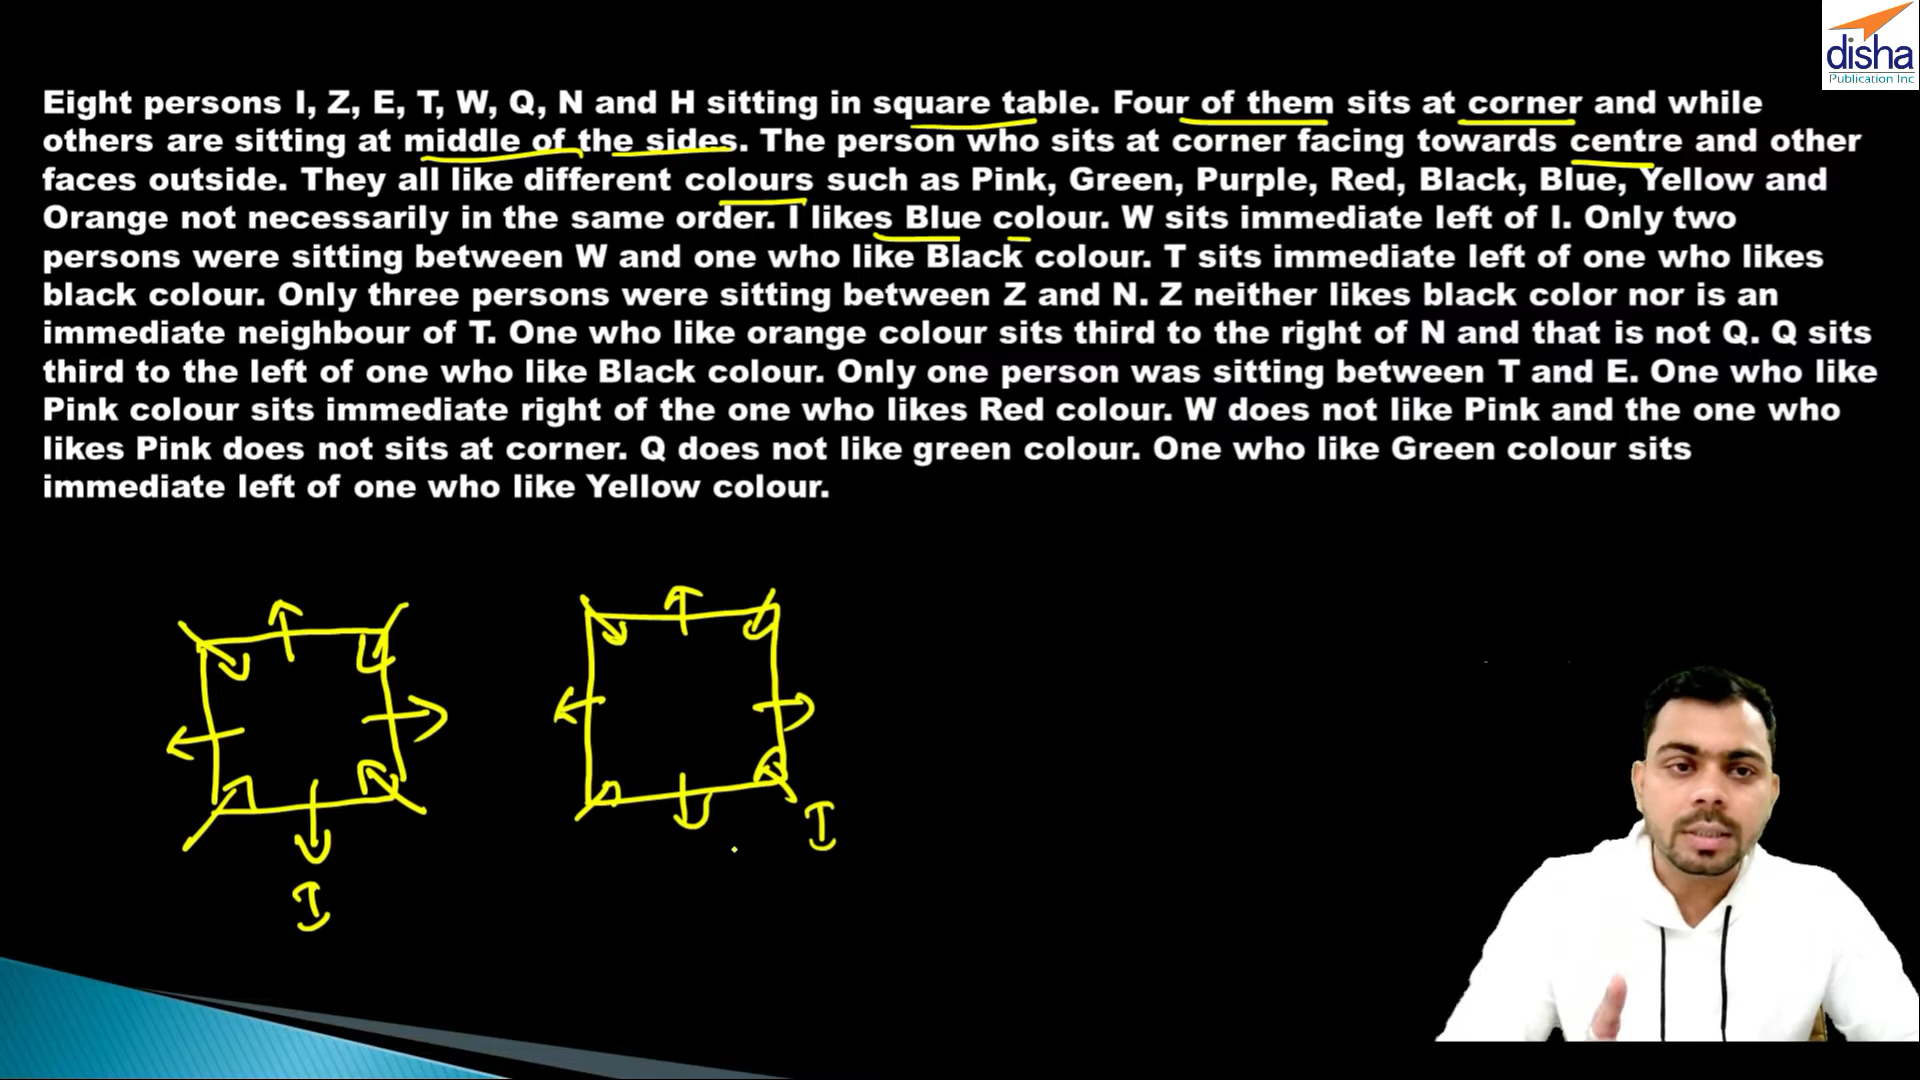 disha
Publication Inc
Eight persons I, Z, E, T, W, Q, N and H sitting in square table. Four of them sits at corner and while
others are sitting at middle of the sides. The person who sits at corner facing towards centre and other
faces outside. They all like different colours such as Pink, Green, Purple, Red, Black, Blue, Yellow and
Orange not necessarily in the same order. I likes Blue colour. W sits immediate left of I. Only two
persons were sitting between W and one who like Black colour. T sits immediate left of one who likes
black colour. Only three persons were sitting between Z and N. Z neither likes black color nor is an
immediate neighbour of T. One who like orange colour sits third to the right of N and that is not Q. Q sits
third to the left of one who like Black colour. Only one person was sitting between T and E. One who like
Pink colour sits immediate right of the one who likes Red colour. W does not like Pink and the one who
likes Pink does not sits at corner. Q does not like green colour. One who like Green colour sits
immediate left of one who like Yellow colour.
I
I